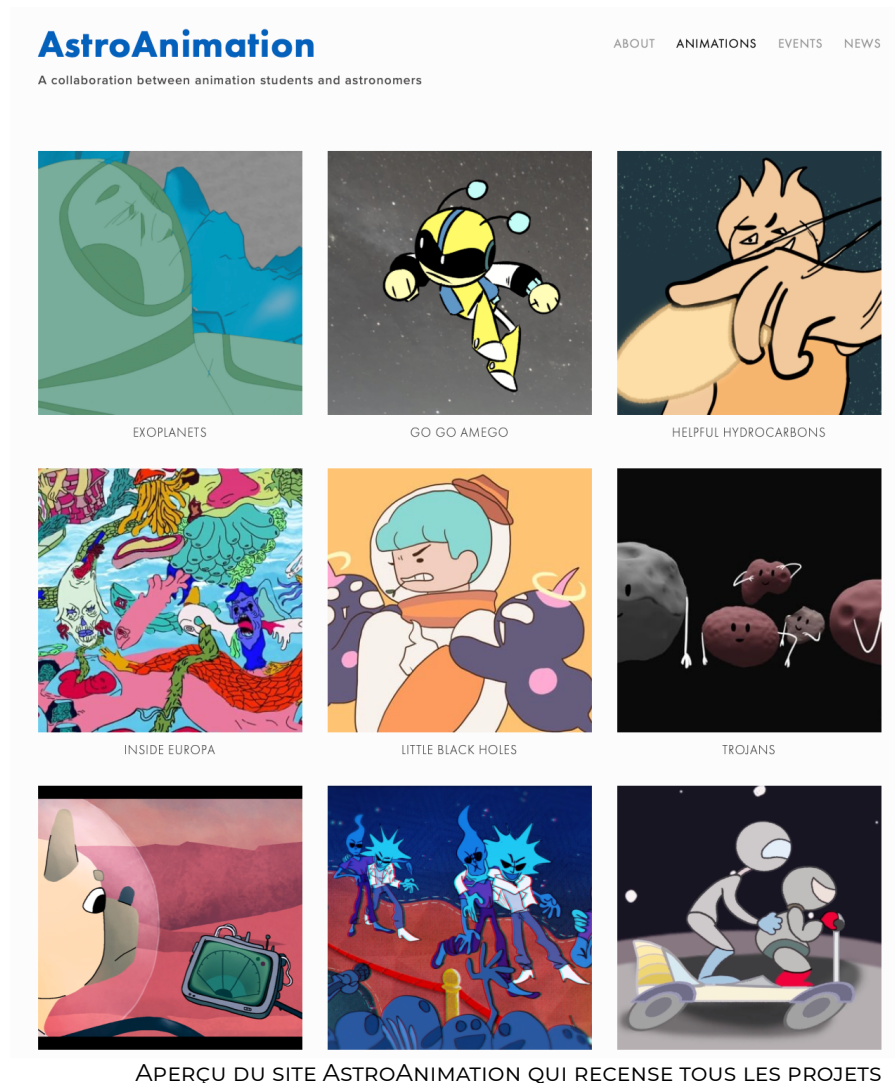 AstroAnimation
ABOUT ANIMATIONS EVENTS NEWS
A collaboration between animation students and astronomers
EXOPLANETS
GO GO AMEGO
HELPFUL HYDROCARBONS
INSIDE EUROPA
LITTLE BLACK HOLES
TROJANS
APERÇU DU SITE ASTROANIMATION QUI RECENSE TOUS LES PROJETS